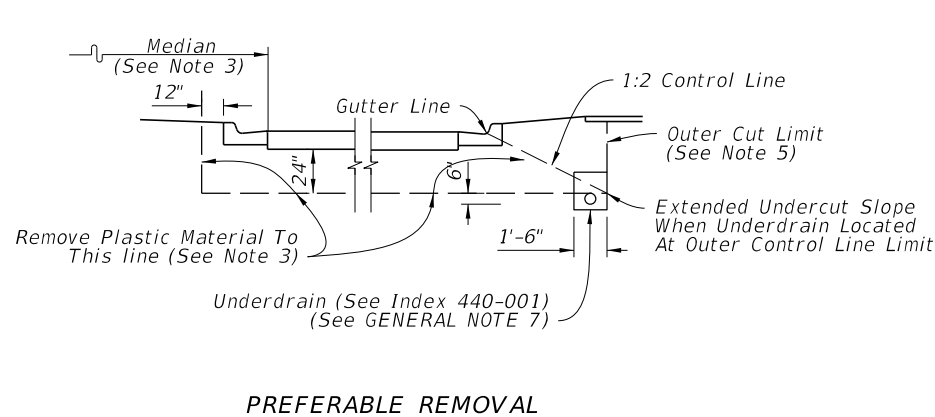 Median
(See Note 3)
12"
Gutter Line
1:2 Control Line
Outer Cut Limit
(See Note 5)
24"
6"
Extended Undercut Slope
When Underdrain Located
At Outer Control Line Limit
Remove Plastic Material To
This line (See Note 3)
1'-6"
Underdrain (See Index 440-001)
(See GENERAL NOTE 7)
PREFERABLE REMOVAL